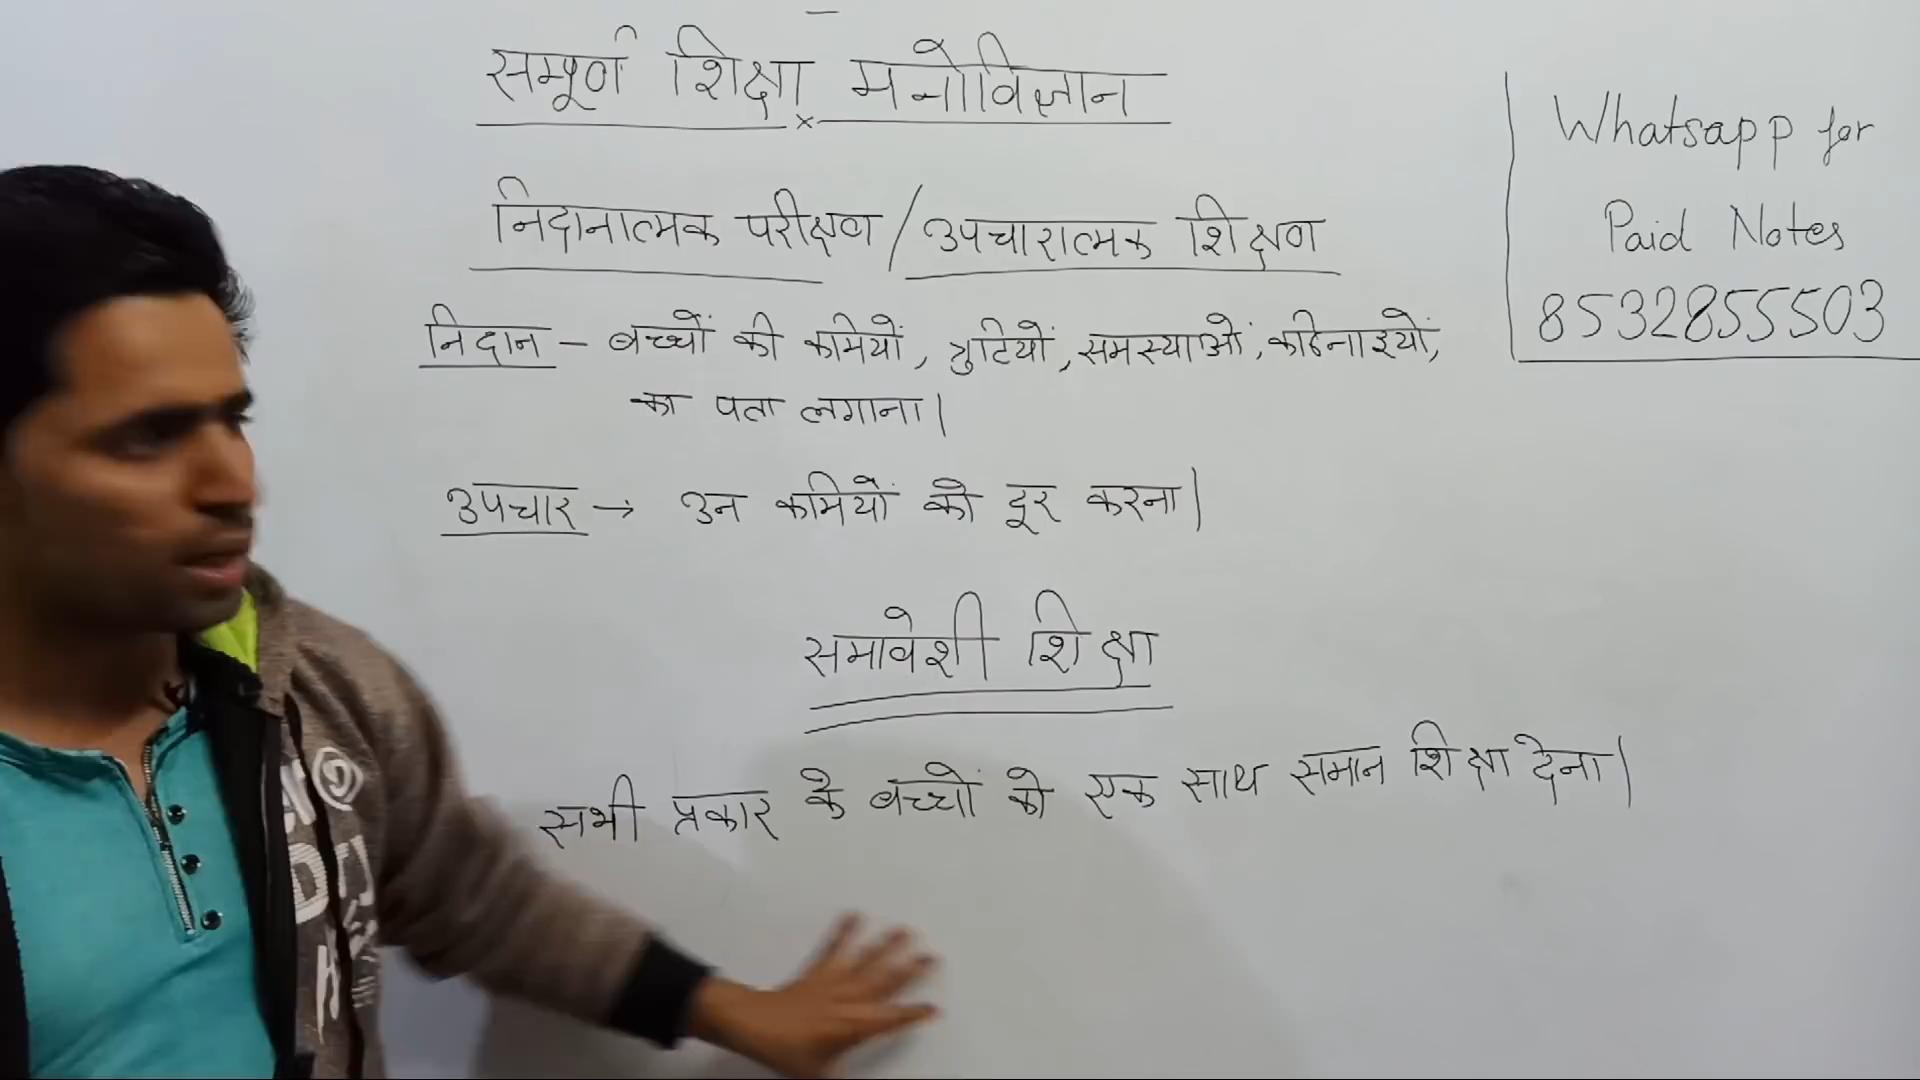 सम्पूर्ण शिक्षा मनोविज्ञान
निदानात्मक परीक्षण / उपचारात्मक शिक्षण
निदान – बच्चों की कमियों, त्रुटियों, समस्याओं, कठिनाइयों,
का पता लगाना।
उपचार → उन कमियों को दूर करना।
समावेशी शिक्षा
सभी प्रकार के बच्चों को एक साथ समान शिक्षा देना।
Whatsapp for
Paid Notes
8532855503